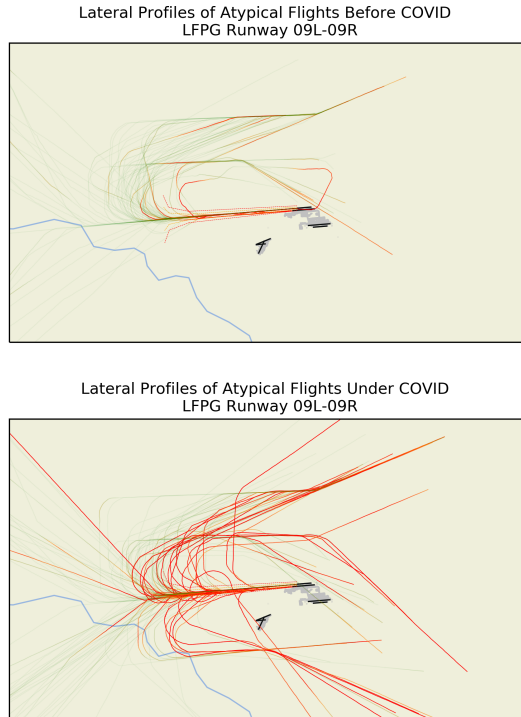 Lateral Profiles of Atypical Flights Before COVID
LFPG Runway 09L-09R
Lateral Profiles of Atypical Flights Under COVID
LFPG Runway 09L-09R